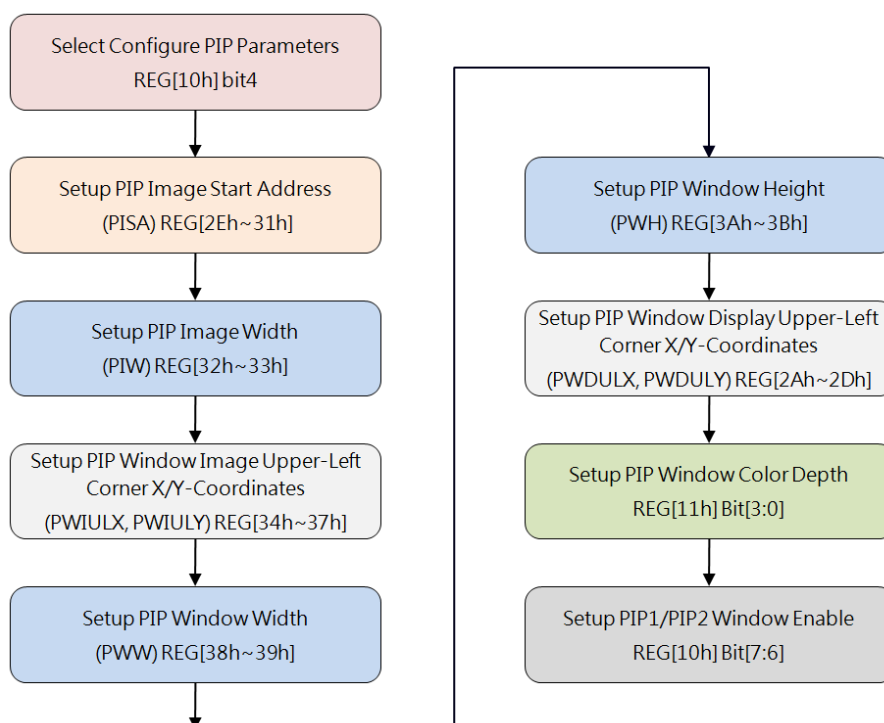 Select Configure PIP Parameters
REG[10h] bit4
Setup PIP Image Start Address
(PISA) REG[2Eh~31h]
Setup PIP Image Width
(PIW) REG[32h~33h]
Setup PIP Window Image Upper-Left
Corner X/Y-Coordinates
(PWIULX, PWIULY) REG[34h~37h]
Setup PIP Window Width
(PWW) REG[38h~39h]
Setup PIP Window Height
(PWH) REG[3Ah~3Bh]
Setup PIP Window Display Upper-Left
Corner X/Y-Coordinates
(PWDULX, PWDULY) REG[2Ah~2Dh]
Setup PIP Window Color Depth
REG[11h] Bit[3:0]
Setup PIP1/PIP2 Window Enable
REG[10h] Bit[7:6]